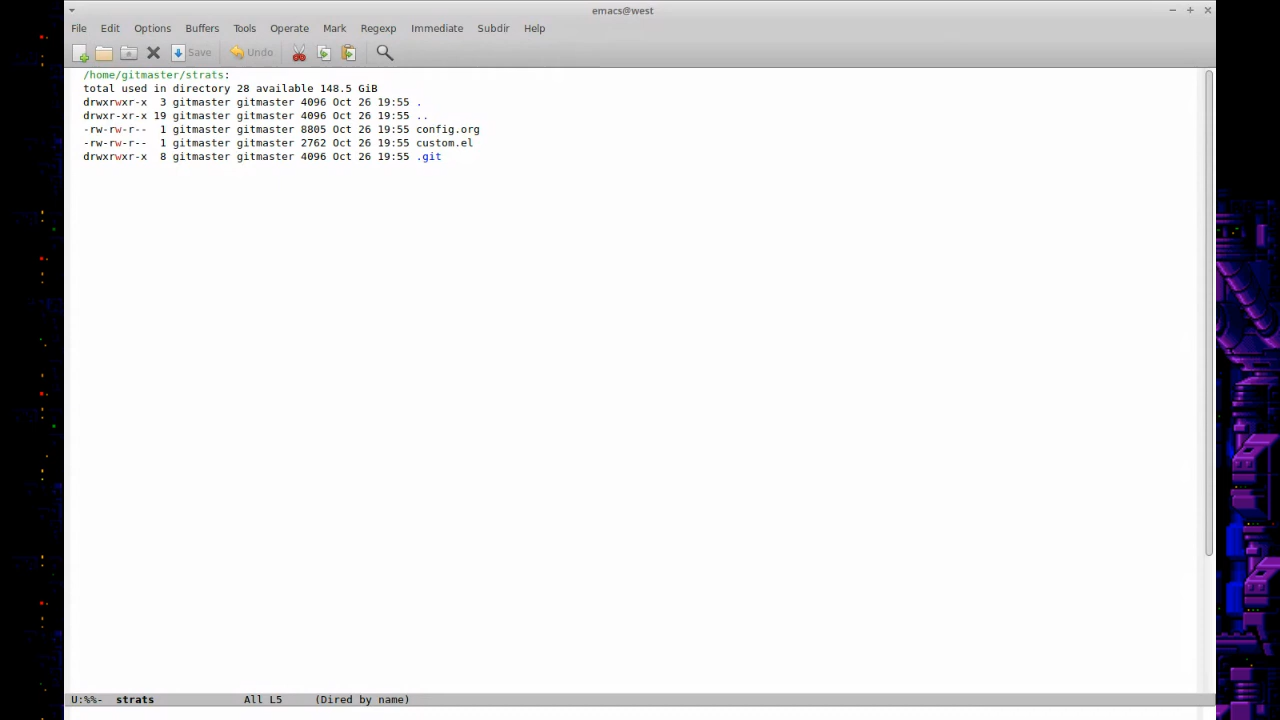 emacs@west
File Edit Options Buffers Tools Operate Mark Regexp Immediate Subdir Help
Save Undo
/home/gitmaster/strats:
total used in directory 28 available 148.5 GiB
drwxrwxr-x  3 gitmaster gitmaster 4096 Oct 26 19:55 .
drwxr-xr-x 19 gitmaster gitmaster 4096 Oct 26 19:55 ..
-rw-rw-r--  1 gitmaster gitmaster 8805 Oct 26 19:55 config.org
-rw-rw-r--  1 gitmaster gitmaster 2762 Oct 26 19:55 custom.el
drwxrwxr-x  8 gitmaster gitmaster 4096 Oct 26 19:55 .git
U:%%-  strats  All L5  (Dired by name)